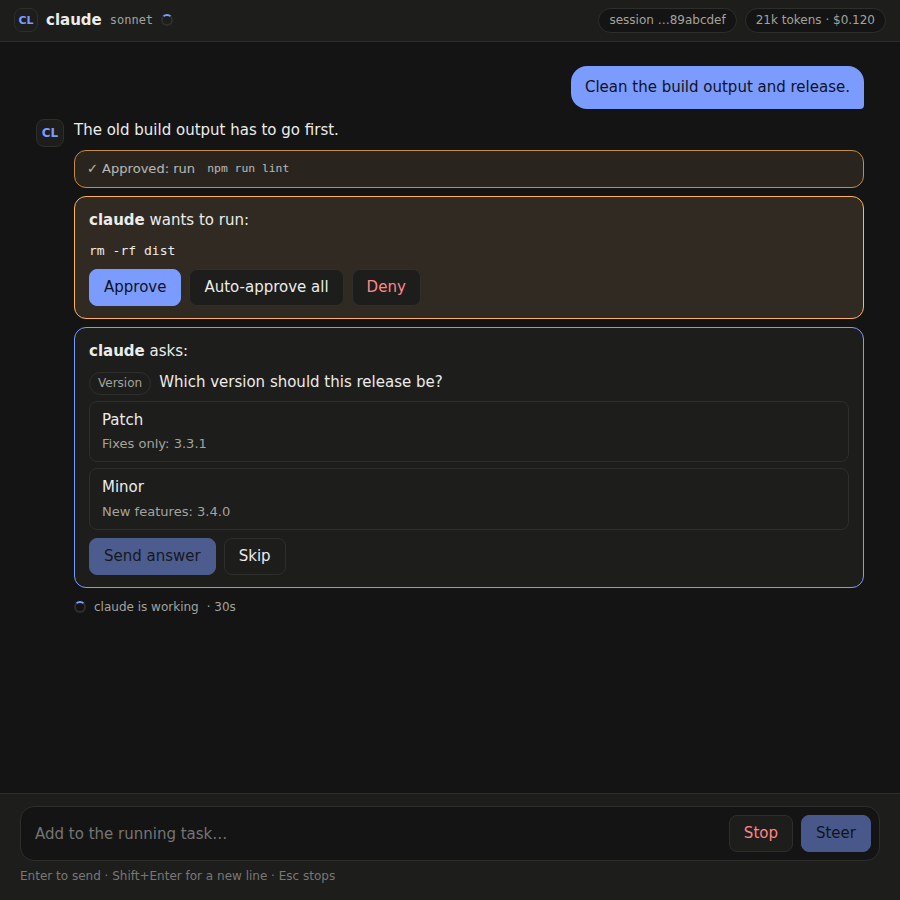 CL claude sonnet session …89abcdef 21k tokens · $0.120
Clean the build output and release.
CL The old build output has to go first.
✓ Approved: run npm run lint
claude wants to run:
rm -rf dist
Approve Auto-approve all Deny
claude asks:
Version Which version should this release be?
Patch
Fixes only: 3.3.1
Minor
New features: 3.4.0
Send answer Skip
claude is working · 30s
Add to the running task… Stop Steer
Enter to send · Shift+Enter for a new line · Esc stops